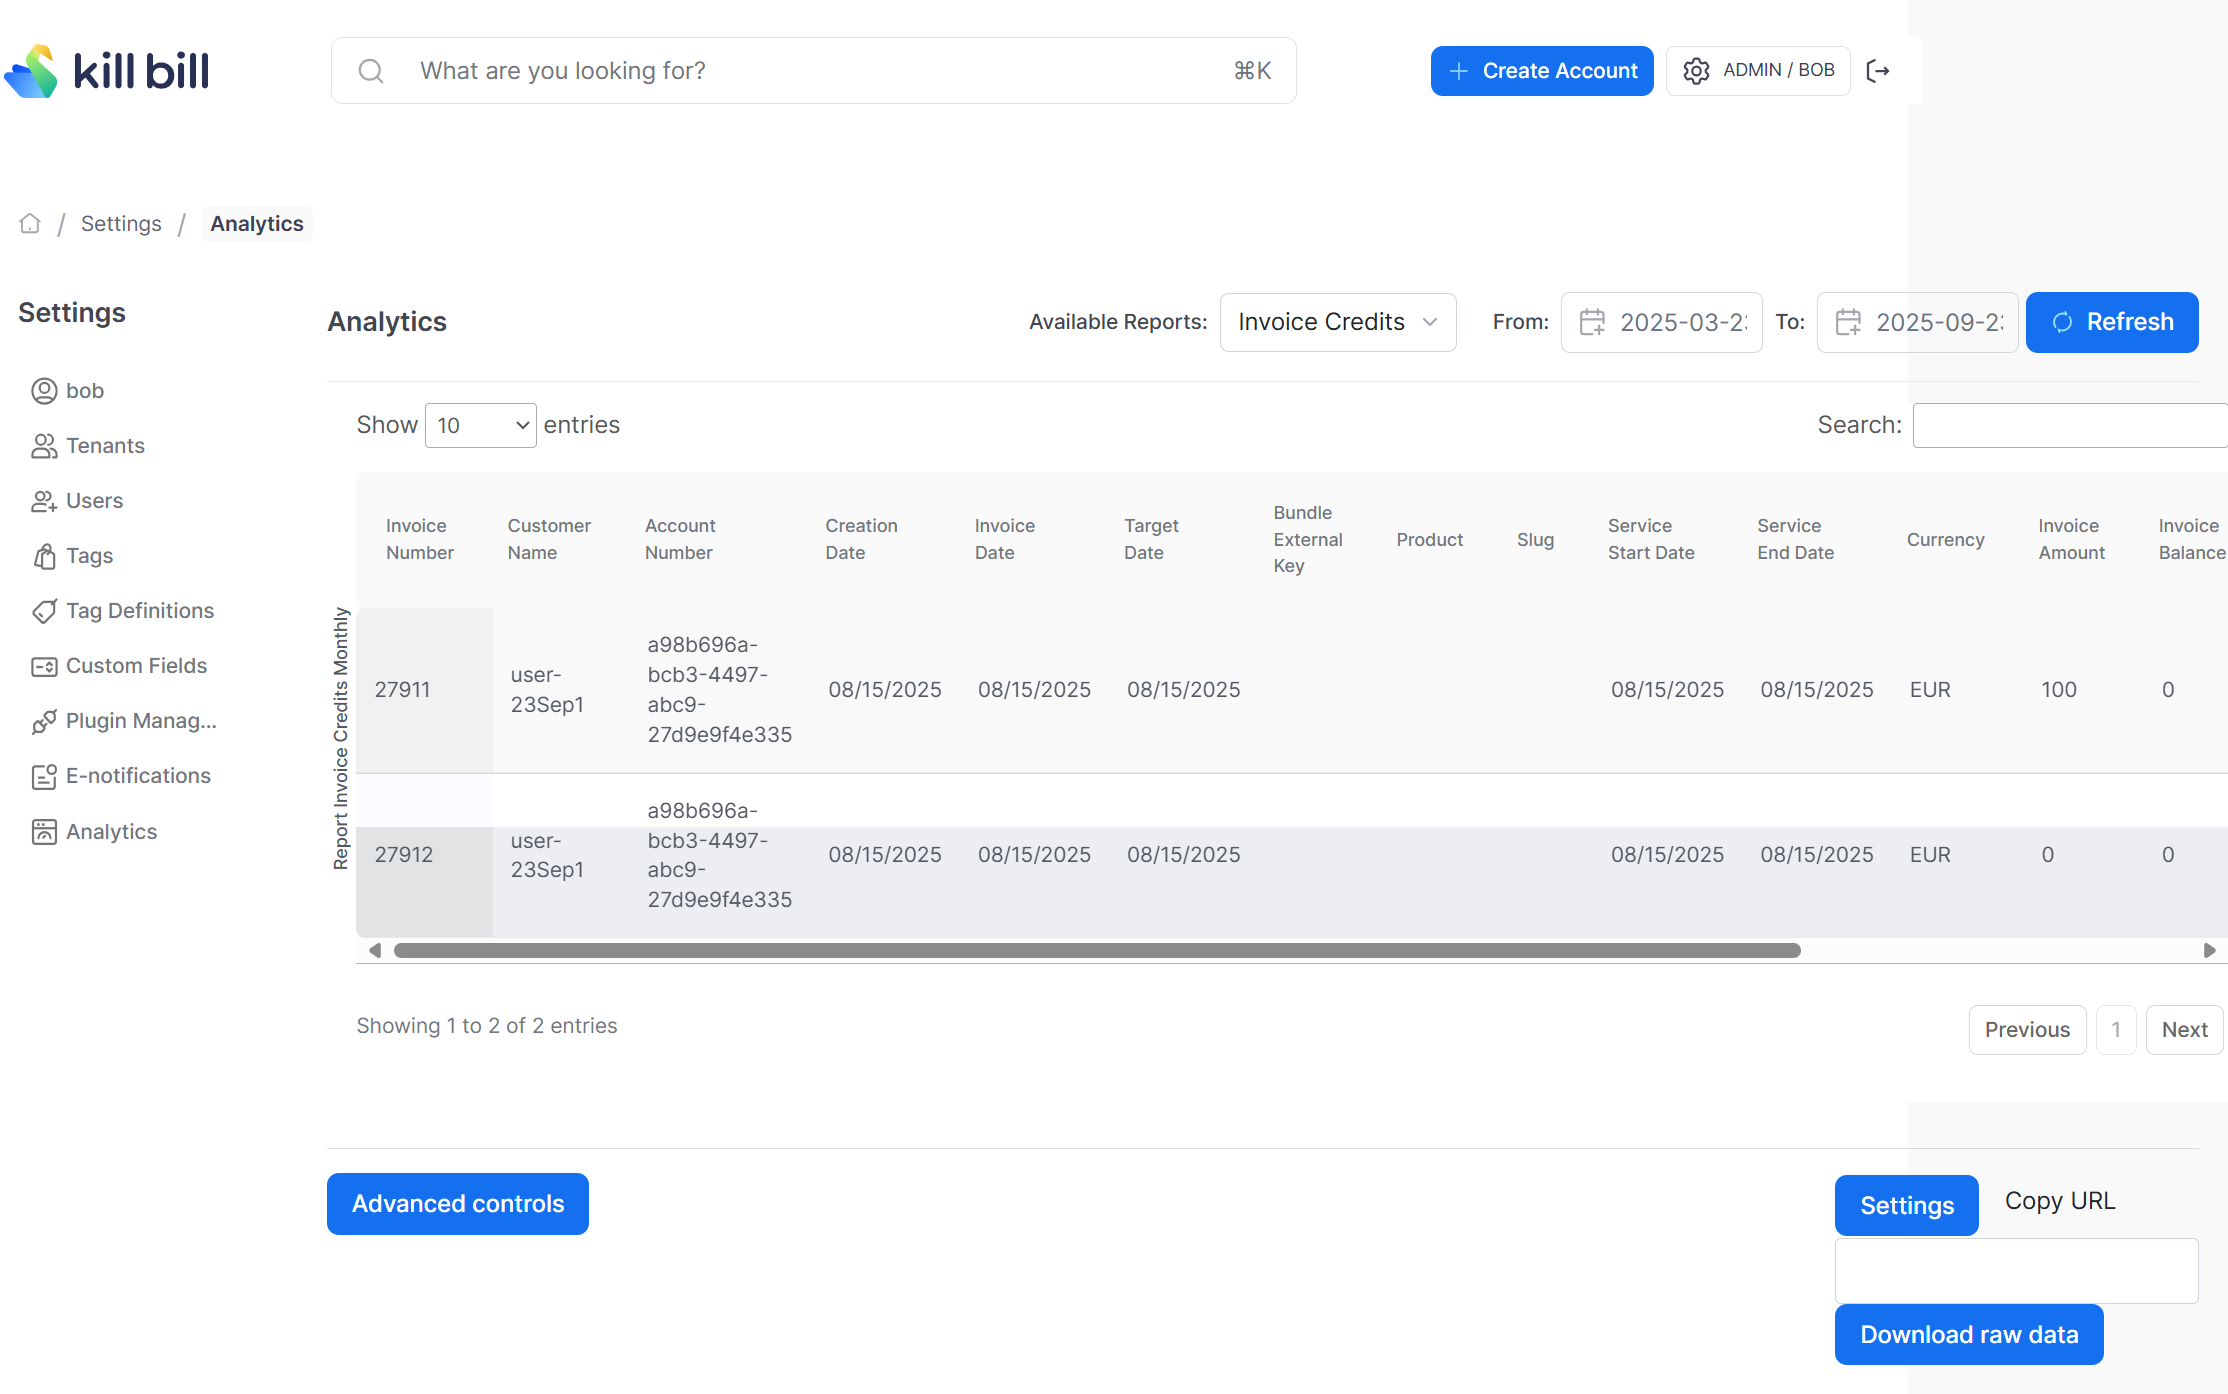 kill bill
What are you looking for?
⌘K
Create Account
ADMIN / BOB
/ Settings / Analytics
Settings
bob
Tenants
Users
Tags
Tag Definitions
Custom Fields
Plugin Manag...
E-notifications
Analytics
Analytics
Available Reports: Invoice Credits
From: 2025-03-2
To: 2025-09-2
Refresh
Show 10 entries
Search:
Report Invoice Credits Monthly
Invoice Number
Customer Name
Account Number
Creation Date
Invoice Date
Target Date
Bundle External Key
Product
Slug
Service Start Date
Service End Date
Currency
Invoice Amount
Invoice Balance
27911 user-23Sep1 a98b696a-bcb3-4497-abc9-27d9e9f4e335 08/15/2025 08/15/2025 08/15/2025 08/15/2025 08/15/2025 EUR 100 0
27912 user-23Sep1 a98b696a-bcb3-4497-abc9-27d9e9f4e335 08/15/2025 08/15/2025 08/15/2025 08/15/2025 08/15/2025 EUR 0 0
Showing 1 to 2 of 2 entries
Previous 1 Next
Advanced controls
Settings
Copy URL
Download raw data